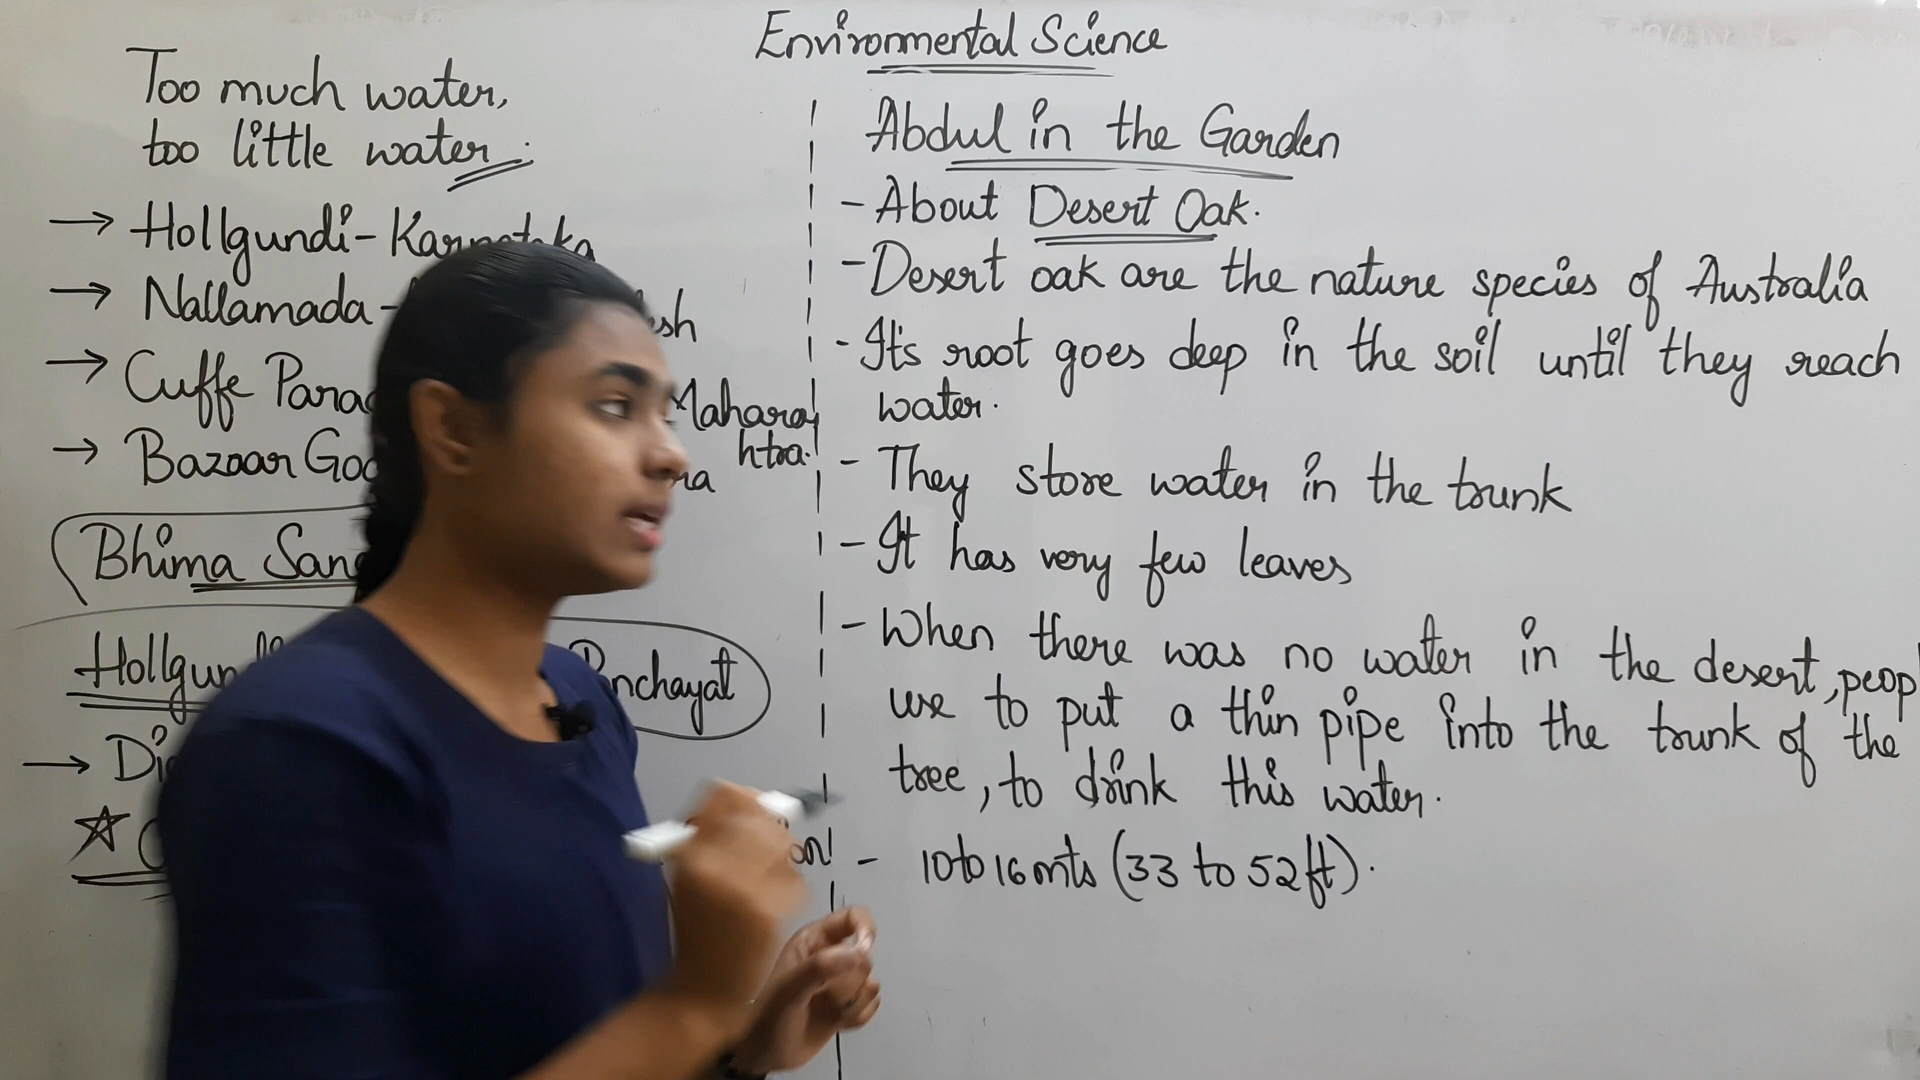 Environmental Science
Too much water,
too little water.
→ Hollgundi-Karnataka
→ Nallamada-
→ Cuffe
Mahara
htra.
→ Bazaar
Bhima
Panchayat
→
Abdul in the Garden
- About Desert Oak.
- Desert oak are the nature species of Australia
- It's root goes deep in the soil until they reach
water.
- They store water in the trunk
- It has very few leaves
- When there was no water in the desert, peop
use to put a thin pipe into the trunk of the
tree, to drink this water.
- 10 to 16 mts (33 to 52 ft).